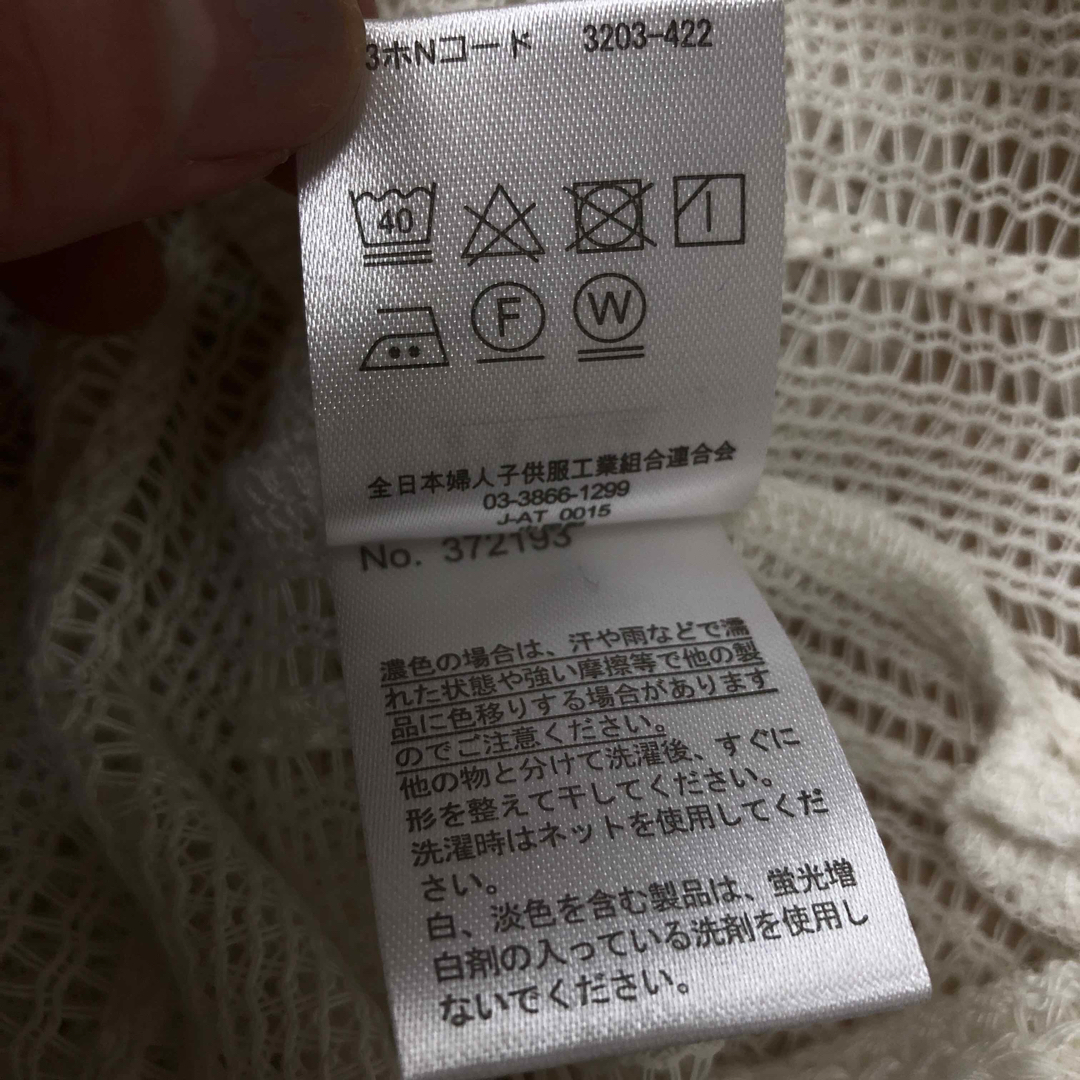 3ホNコード 3203-422
40
F W
全日本婦人子供服工業組合連合会
03-3866-1299
J-AT 0015
No. 372193
濃色の場合は、汗や雨などで濡
れた状態や強い摩擦等で他の製
品に色移りする場合があります
のでご注意ください。
他の物と分けて洗濯後、すぐに
形を整えて干してください。
洗濯時はネットを使用してくだ
さい。
白、淡色を含む製品は、蛍光増
白剤の入っている洗剤を使用し
ないでください。